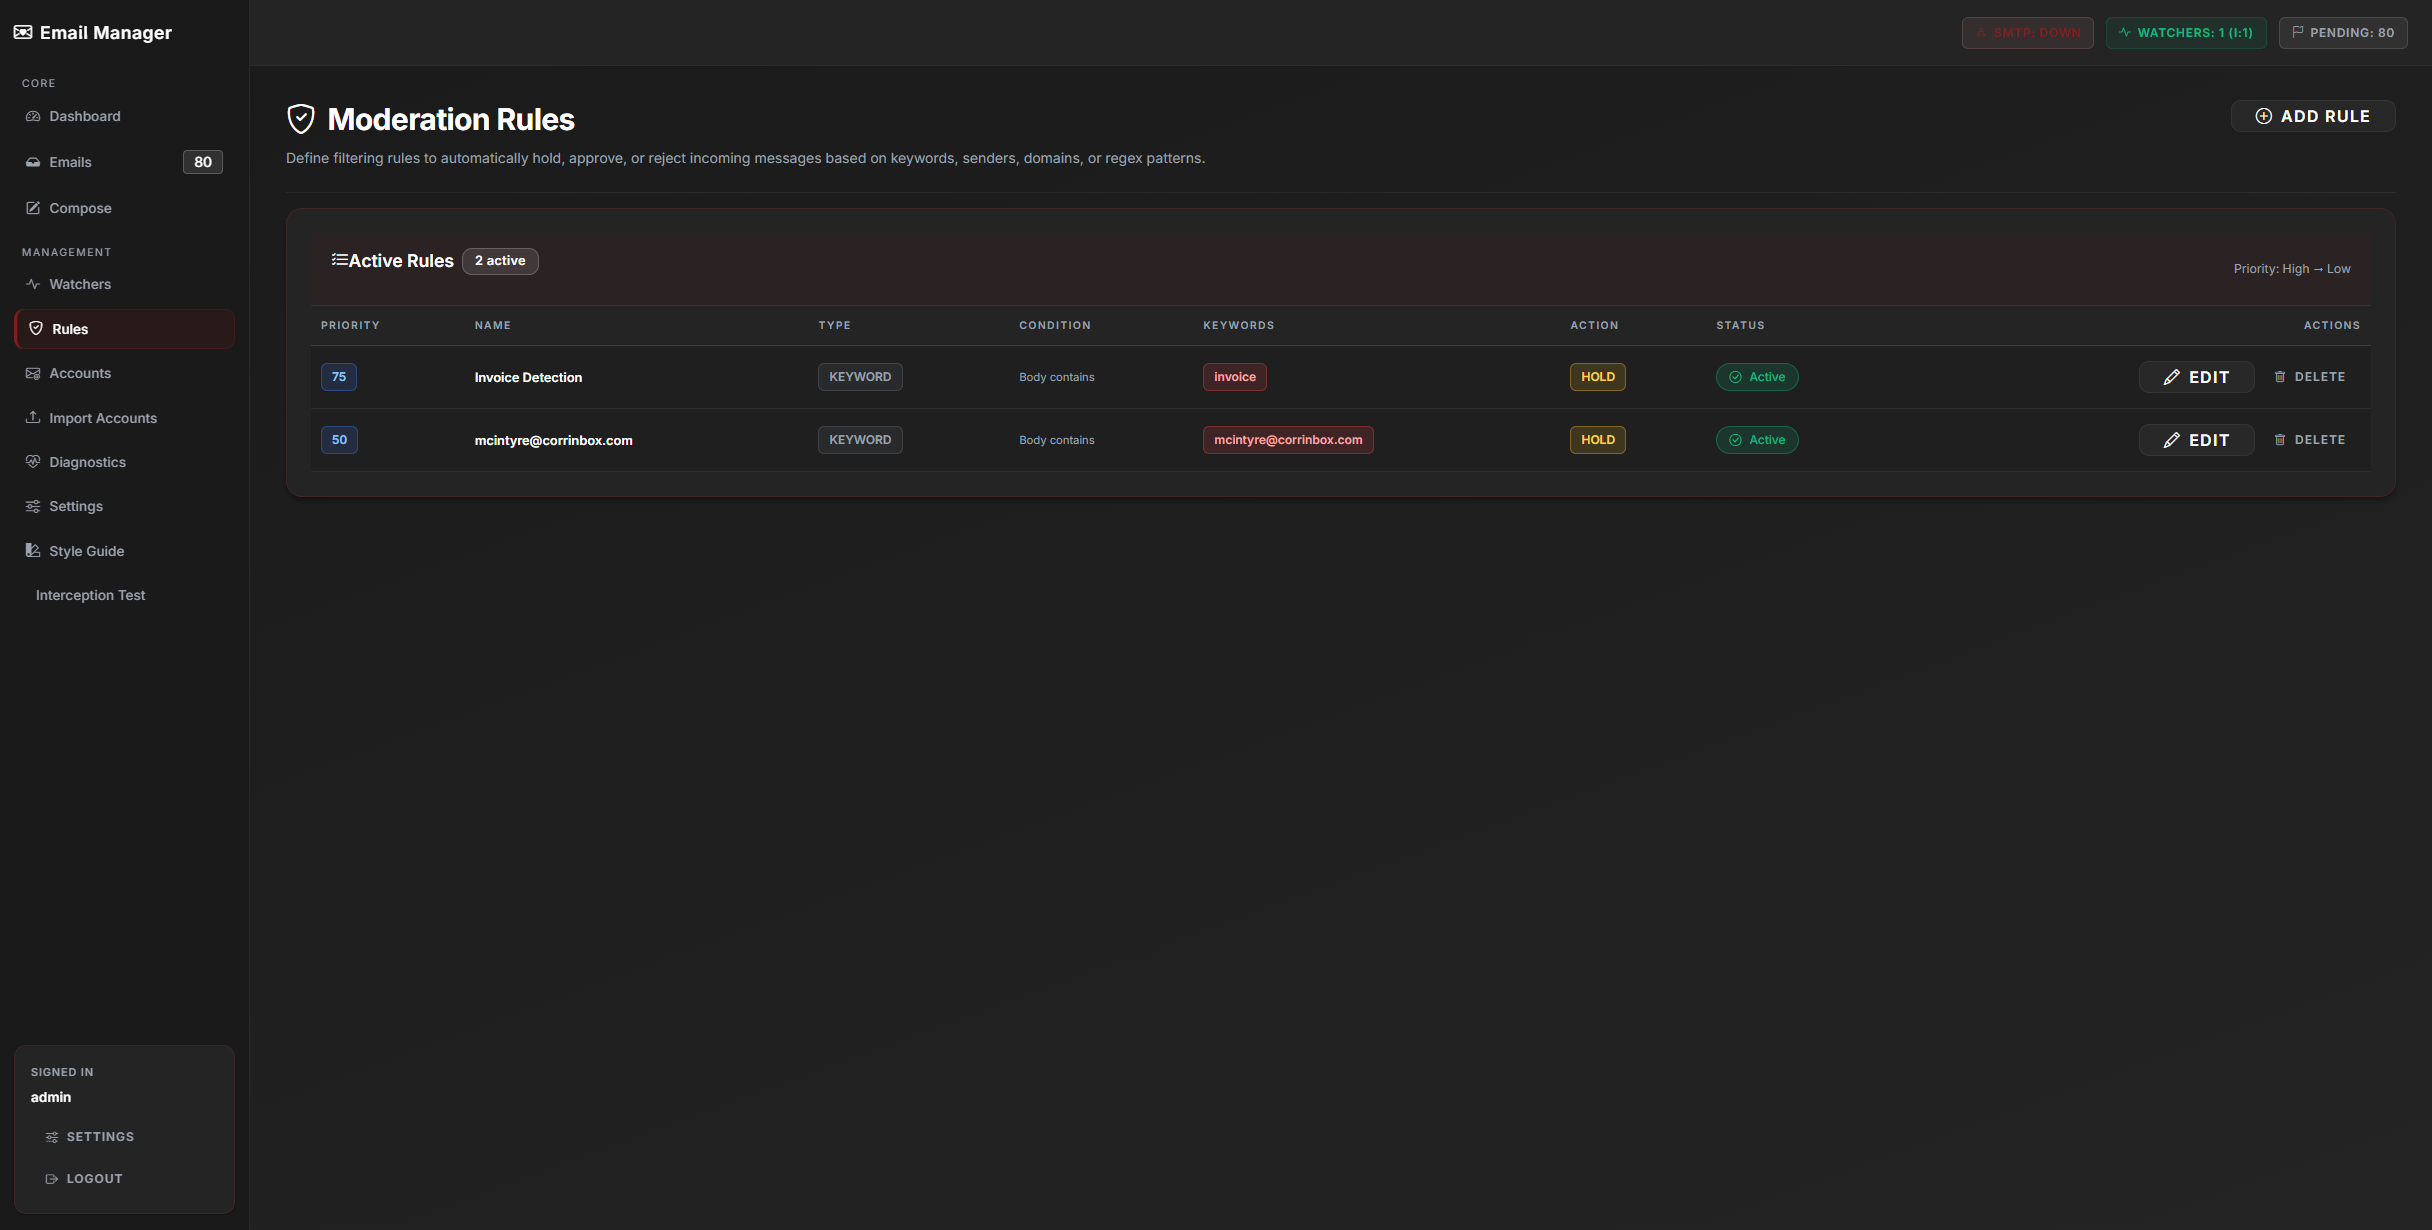 Email Manager
SMTP: DOWN
WATCHERS: 1 (I:1)
PENDING: 80
CORE
Dashboard
Emails 80
Compose
MANAGEMENT
Watchers
Rules
Accounts
Import Accounts
Diagnostics
Settings
Style Guide
Interception Test
SIGNED IN
admin
SETTINGS
LOGOUT
Moderation Rules
ADD RULE
Define filtering rules to automatically hold, approve, or reject incoming messages based on keywords, senders, domains, or regex patterns.
Active Rules 2 active
Priority: High → Low
PRIORITY NAME TYPE CONDITION KEYWORDS ACTION STATUS ACTIONS
75 Invoice Detection KEYWORD Body contains invoice HOLD Active EDIT DELETE
50 mcintyre@corrinbox.com KEYWORD Body contains mcintyre@corrinbox.com HOLD Active EDIT DELETE